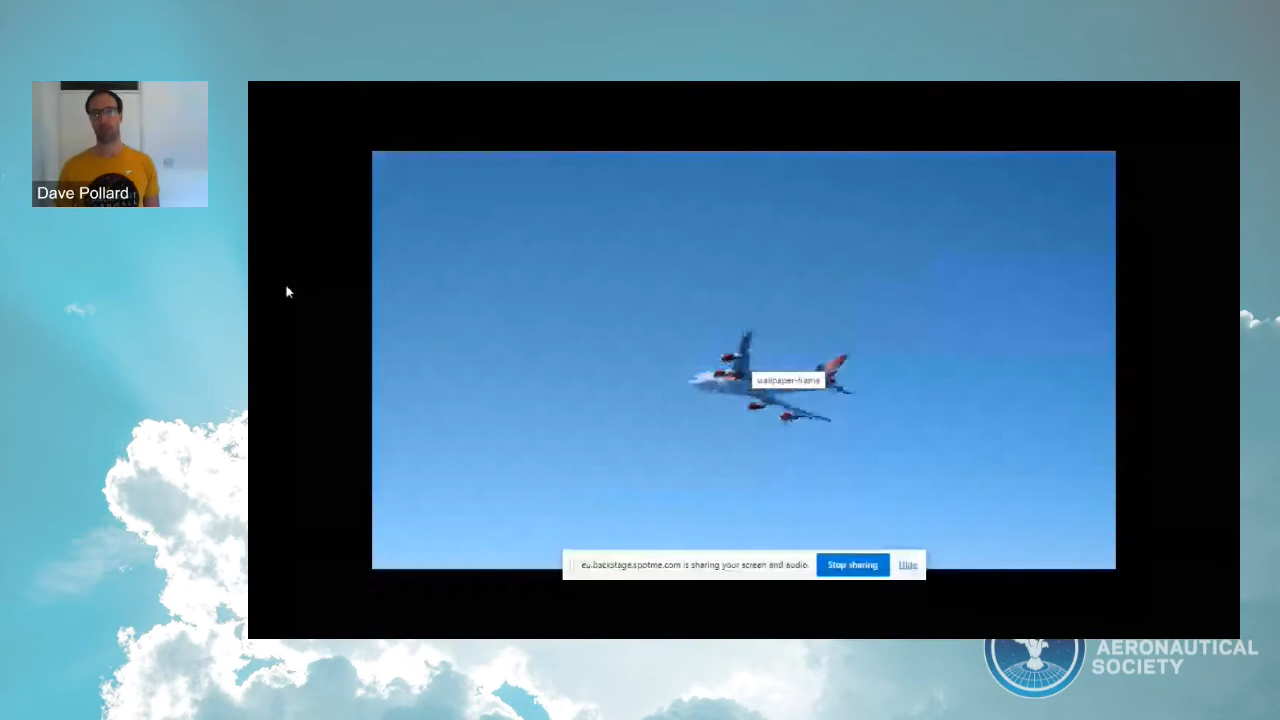 Dave Pollard
wallpaper-frame
eu.backstage.spotme.com is sharing your screen and audio.
Stop sharing
Hide
AERONAUTICAL
SOCIETY